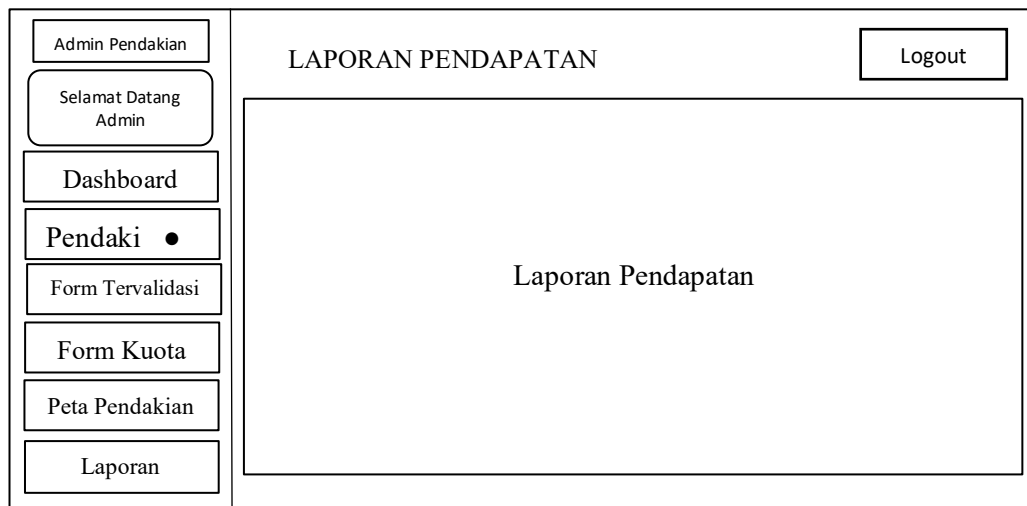 Admin Pendakian
Selamat Datang
Admin
Dashboard
Pendaki ●
Form Tervalidasi
Form Kuota
Peta Pendakian
Laporan
LAPORAN PENDAPATAN
Logout
Laporan Pendapatan